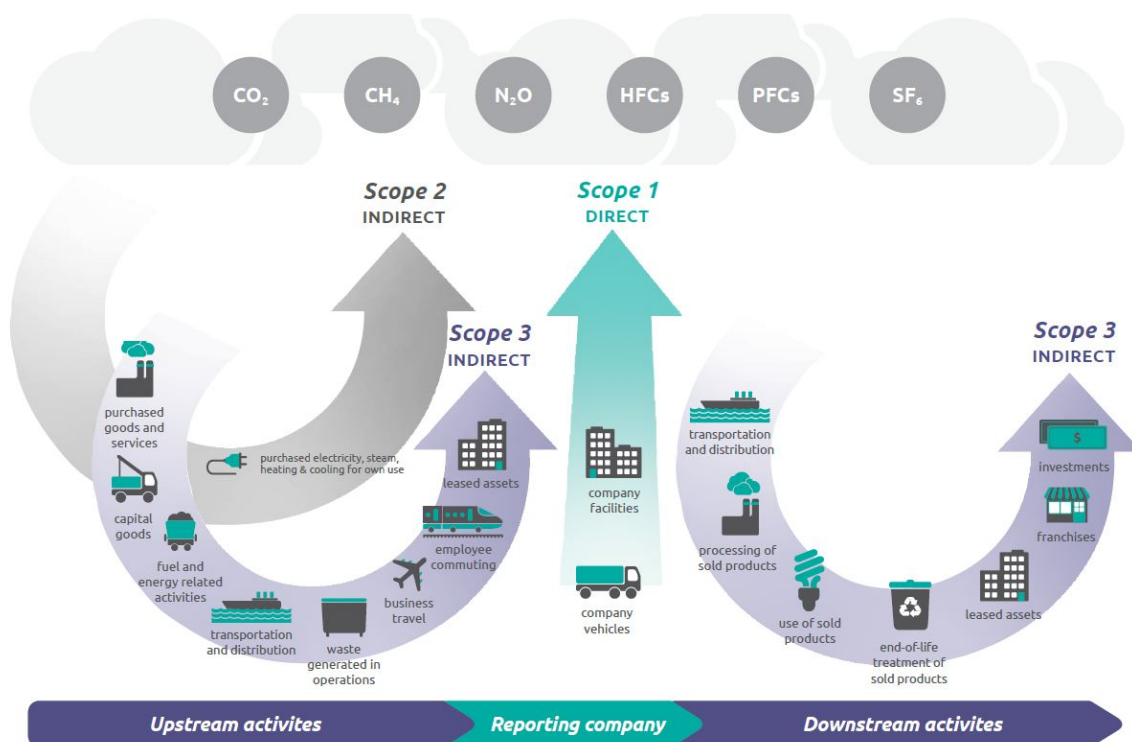 CO₂
CH₄
N₂O
HFCs
PFCs
SF₆
Scope 2
INDIRECT
Scope 1
DIRECT
Scope 3
INDIRECT
Scope 3
INDIRECT
purchased
goods and
services
capital
goods
fuel and
energy related
activities
transportation
and distribution
waste
generated in
operations
business
travel
employee
commuting
leased assets
purchased electricity, steam,
heating & cooling for own use
company
facilities
company
vehicles
transportation
and distribution
processing of
sold products
use of sold
products
end-of-life
treatment of
sold products
leased assets
franchises
$
investments
Upstream activites
Reporting company
Downstream activites